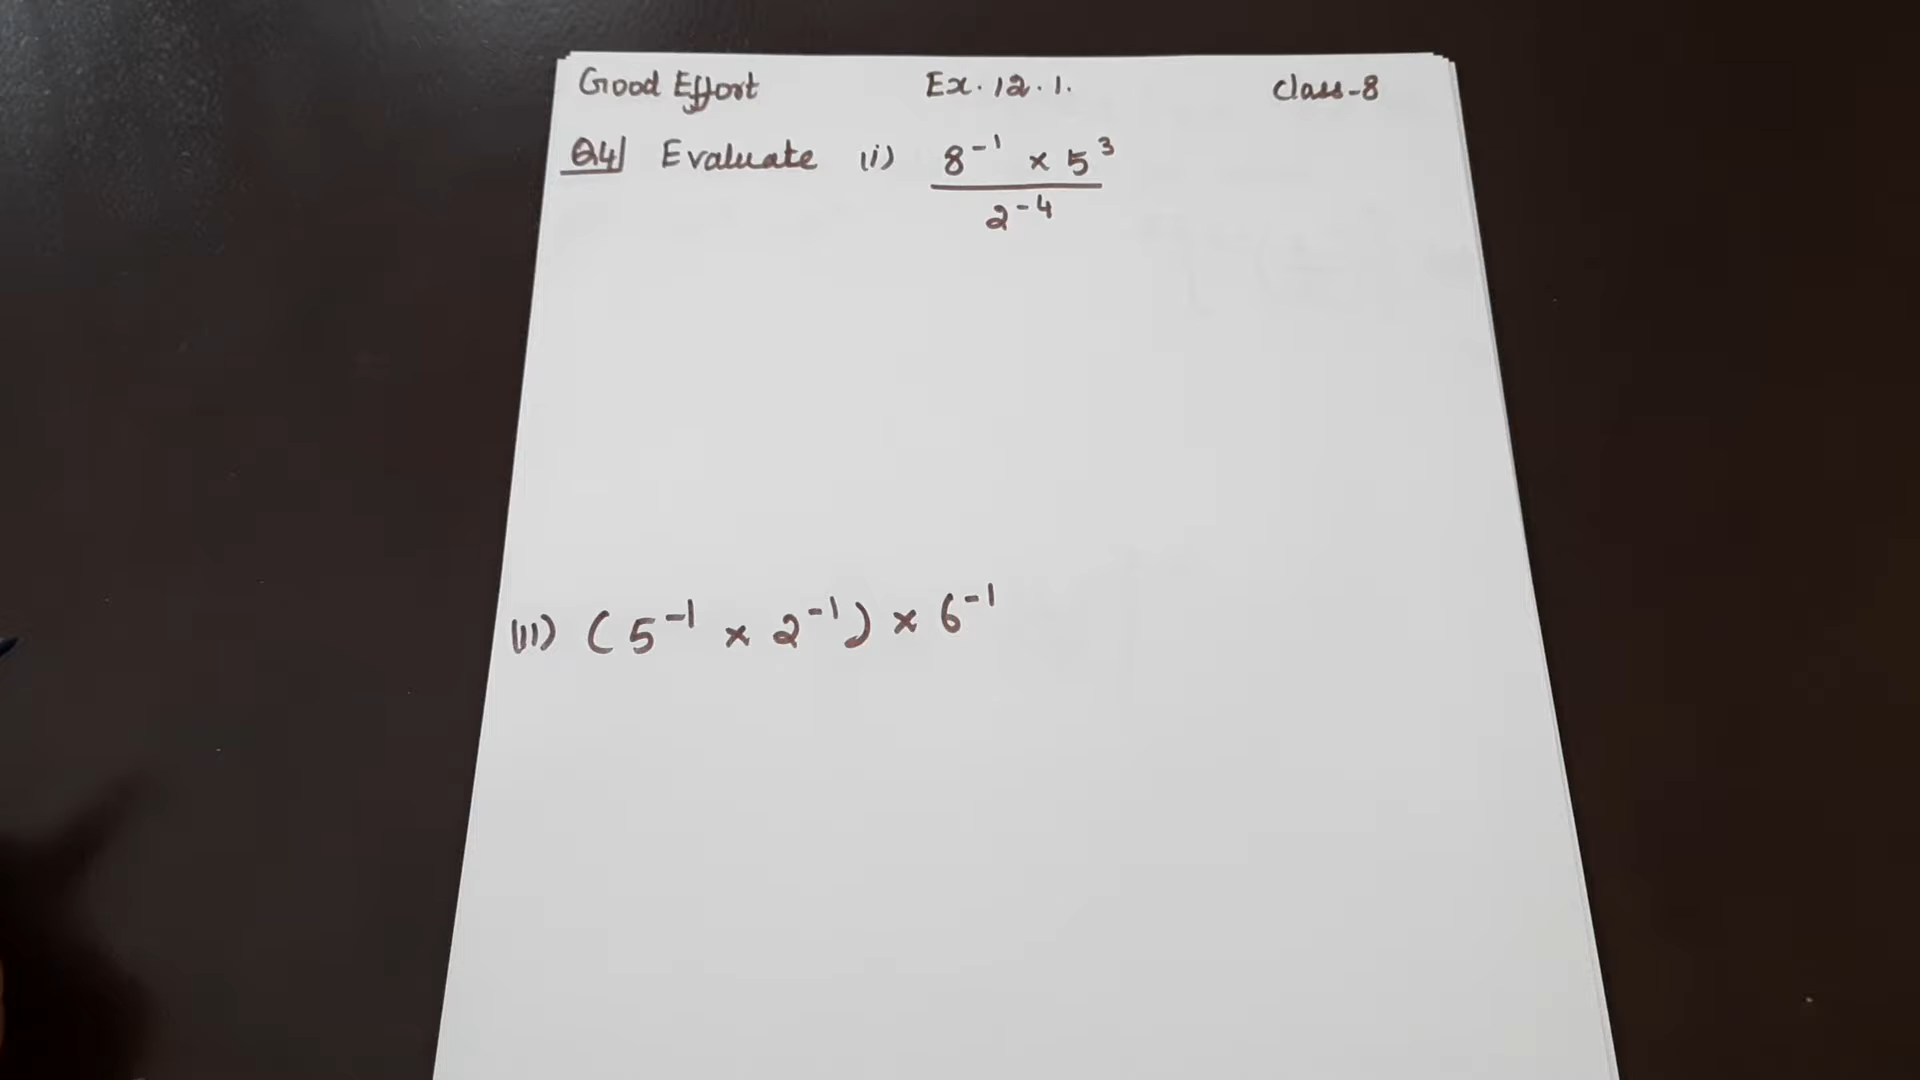 Good Effort Ex. 12.1. Class-8
Q4| Evaluate (i) 8⁻¹ × 5³
2⁻⁴
(ii) (5⁻¹ × 2⁻¹) × 6⁻¹